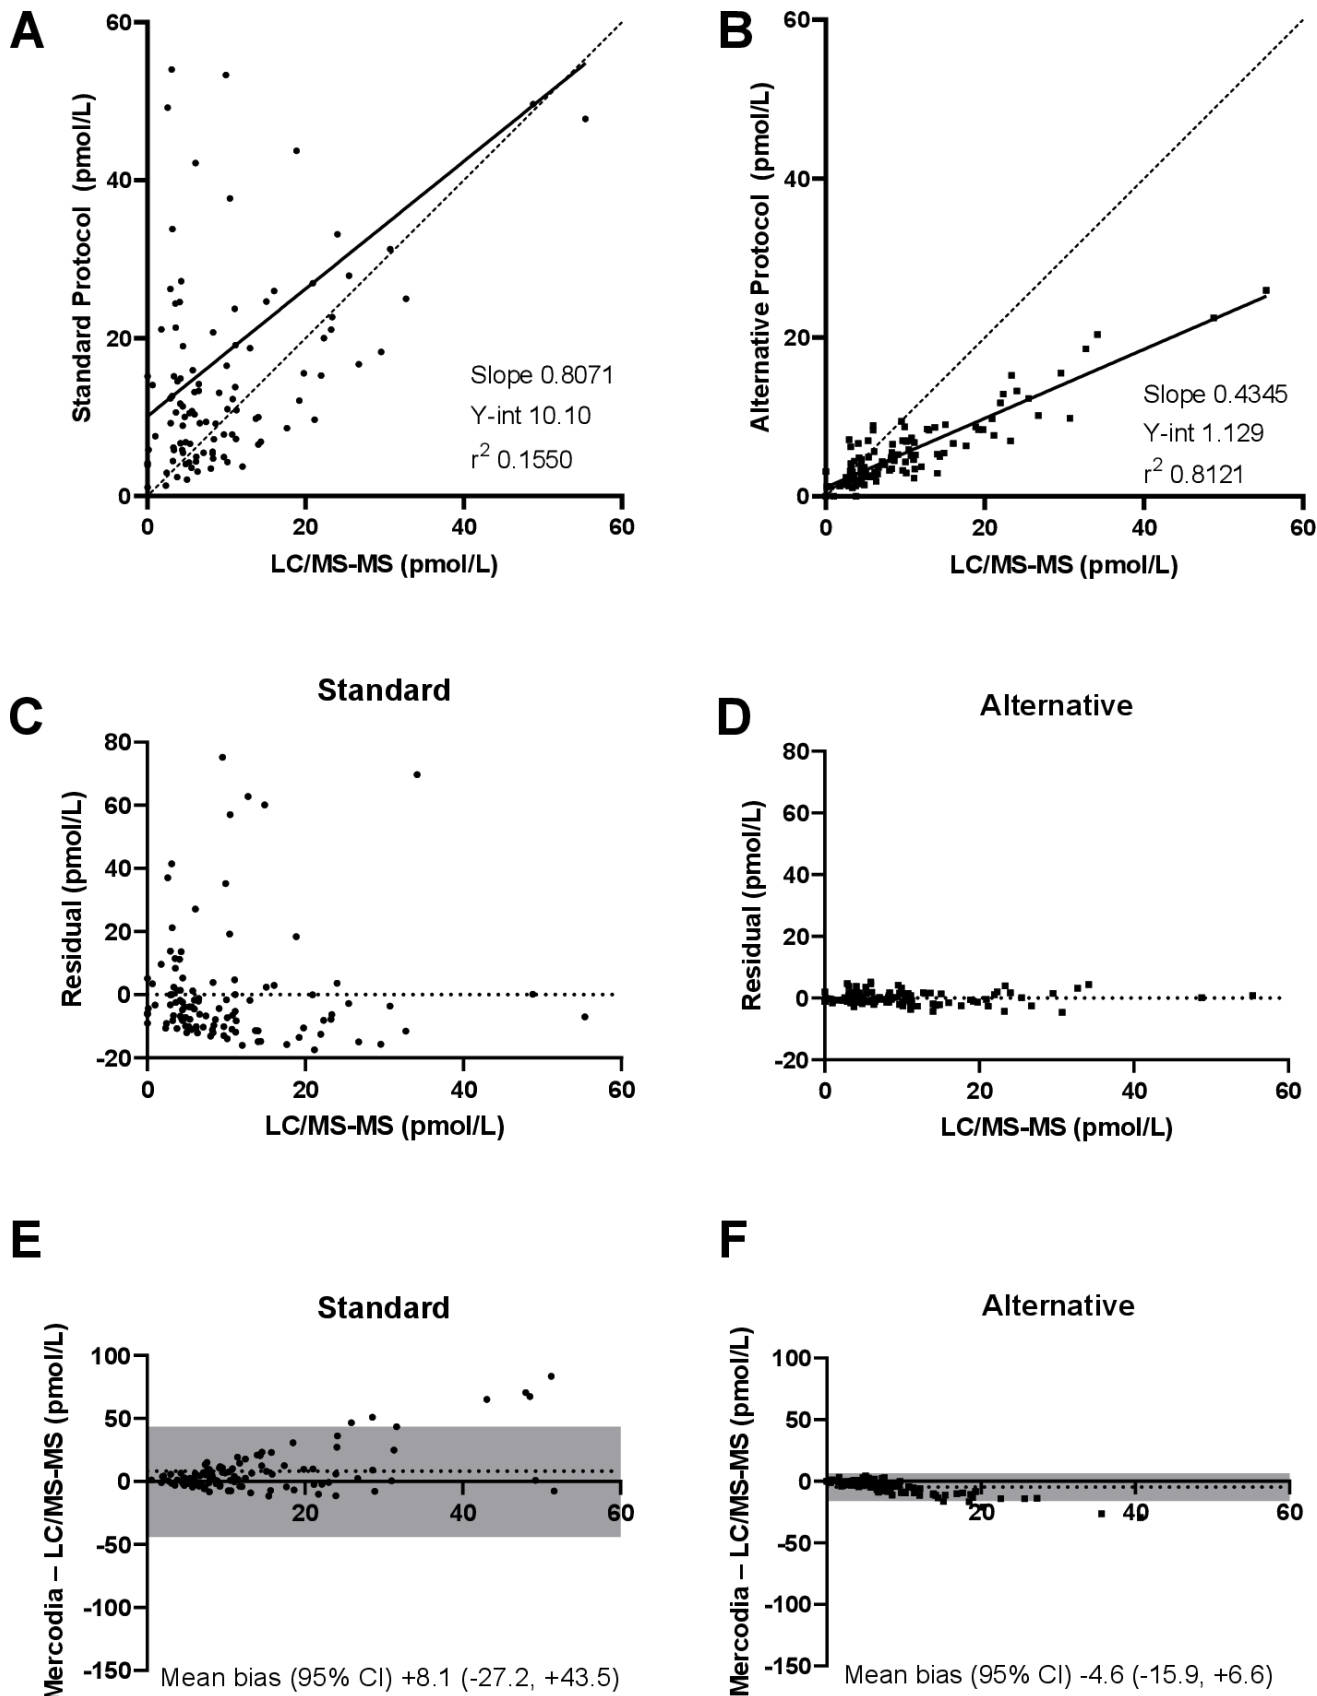 A
Standard Protocol (pmol/L)
60
40
20
0
Slope 0.8071
Y-int 10.10
r² 0.1550
0 20 40 60
LC/MS-MS (pmol/L)
B
Alternative Protocol (pmol/L)
60
40
20
0
Slope 0.4345
Y-int 1.129
r² 0.8121
0 20 40 60
LC/MS-MS (pmol/L)
C
Standard
Residual (pmol/L)
80
60
40
20
0
-20
0 20 40 60
LC/MS-MS (pmol/L)
D
Alternative
Residual (pmol/L)
80
60
40
20
0
-20
0 20 40 60
LC/MS-MS (pmol/L)
E
Standard
Mercodia – LC/MS-MS (pmol/L)
100
50
0
20 40 60
-50
-100
-150
Mean bias (95% CI) +8.1 (-27.2, +43.5)
F
Alternative
Mercodia – LC/MS-MS (pmol/L)
100
50
0
20 40 60
-50
-100
-150
Mean bias (95% CI) -4.6 (-15.9, +6.6)